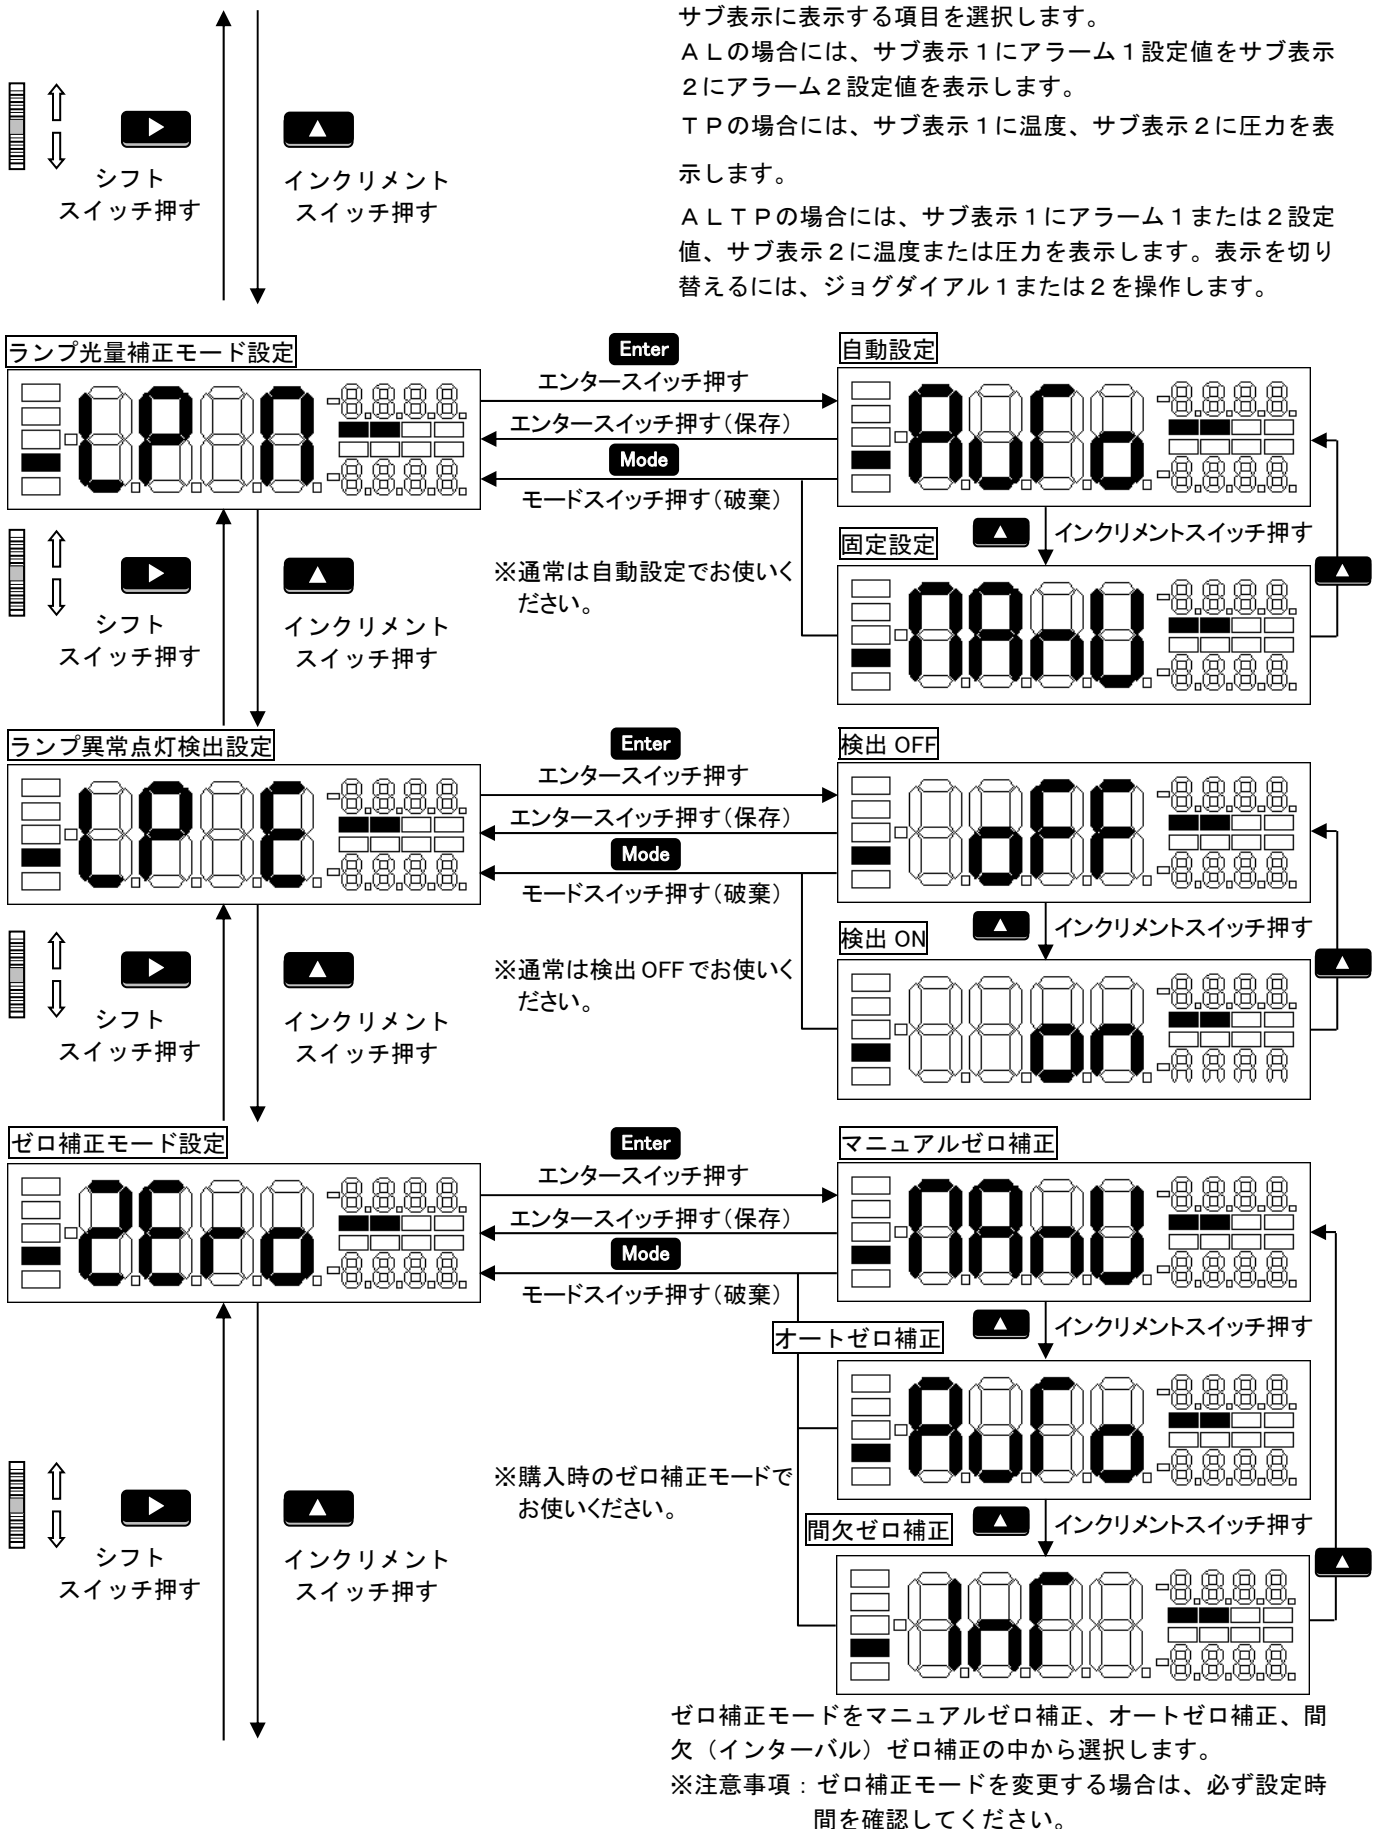 サブ表示に表示する項目を選択します。
ＡＬの場合には、サブ表示１にアラーム１設定値をサブ表示
２にアラーム２設定値を表示します。
ＴＰの場合には、サブ表示１に温度、サブ表示２に圧力を表
示します。
ＡＬＴＰの場合には、サブ表示１にアラーム１または２設定
値、サブ表示２に温度または圧力を表示します。表示を切り
替えるには、ジョグダイアル１または２を操作します。
シフト
スイッチ押す
インクリメント
スイッチ押す
ランプ光量補正モード設定
LPM
Enter
エンタースイッチ押す
エンタースイッチ押す（保存）
Mode
モードスイッチ押す（破棄）
自動設定
AUTo
インクリメントスイッチ押す
固定設定
MAnU
※通常は自動設定でお使いく
ださい。
シフト
スイッチ押す
インクリメント
スイッチ押す
ランプ異常点灯検出設定
LPE
Enter
エンタースイッチ押す
エンタースイッチ押す（保存）
Mode
モードスイッチ押す（破棄）
検出 OFF
oFF
インクリメントスイッチ押す
検出 ON
on
※通常は検出 OFF でお使いく
ださい。
シフト
スイッチ押す
インクリメント
スイッチ押す
ゼロ補正モード設定
ZEro
Enter
エンタースイッチ押す
エンタースイッチ押す（保存）
Mode
モードスイッチ押す（破棄）
マニュアルゼロ補正
MAnU
インクリメントスイッチ押す
オートゼロ補正
AUTo
インクリメントスイッチ押す
間欠ゼロ補正
InT
※購入時のゼロ補正モードで
お使いください。
シフト
スイッチ押す
インクリメント
スイッチ押す
ゼロ補正モードをマニュアルゼロ補正、オートゼロ補正、間
欠（インターバル）ゼロ補正の中から選択します。
※注意事項：ゼロ補正モードを変更する場合は、必ず設定時
間を確認してください。